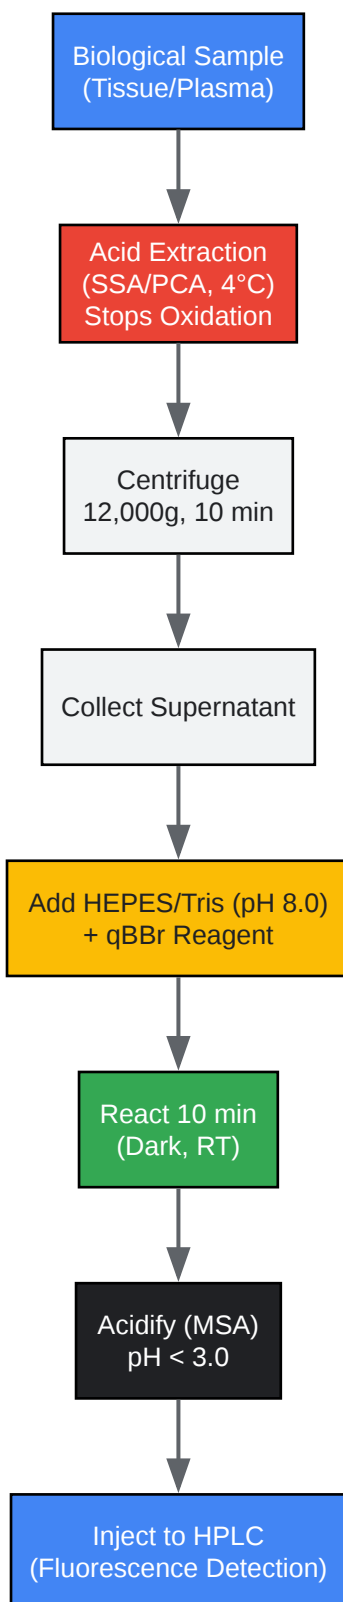 Biological Sample
(Tissue/Plasma)
Acid Extraction
(SSA/PCA, 4°C)
Stops Oxidation
Centrifuge
12,000g, 10 min
Collect Supernatant
Add HEPES/Tris (pH 8.0)
+ qBBr Reagent
React 10 min
(Dark, RT)
Acidify (MSA)
pH < 3.0
Inject to HPLC
(Fluorescence Detection)